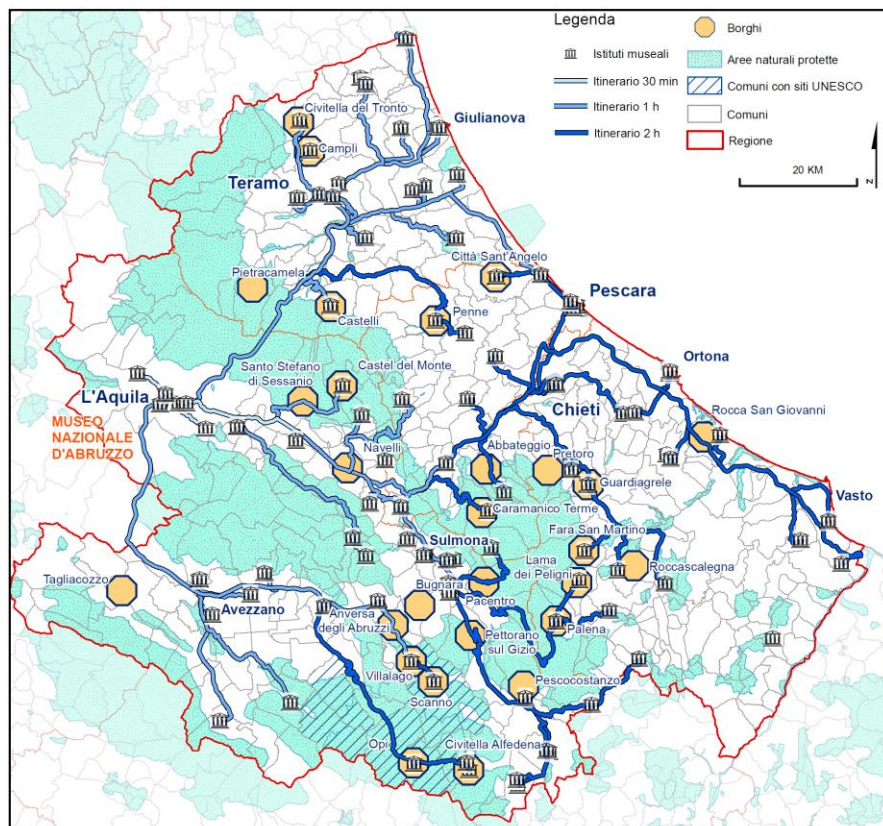 Legenda
Istituti museali
Itinerario 30 min
Itinerario 1 h
Itinerario 2 h
Borghi
Aree naturali protette
Comuni con siti UNESCO
Comuni
Regione
20 KM
Z
Civitella del Tronto
Giulianova
Campli
Teramo
Città Sant'Angelo
Pietracamela
Pescara
Castelli
Penne
Santo Stefano
di Sessanio
Castel del Monte
Ortona
L'Aquila
Chieti
Rocca San Giovanni
MUSEO
NAZIONALE
D'ABRUZZO
Navelli
Abbateggio
Pretoro
Guardiagrele
Vasto
Caramanico Terme
Fara San Martino
Sulmona
Lama
dei Peligni
Roccascalegna
Tagliacozzo
Bugnara
Pacentro
Avezzano
Anversa
degli Abruzzi
Palena
Pettorano
sul Gizio
Villalago
Pescocostanzo
Scanno
Opi
Civitella Alfedena